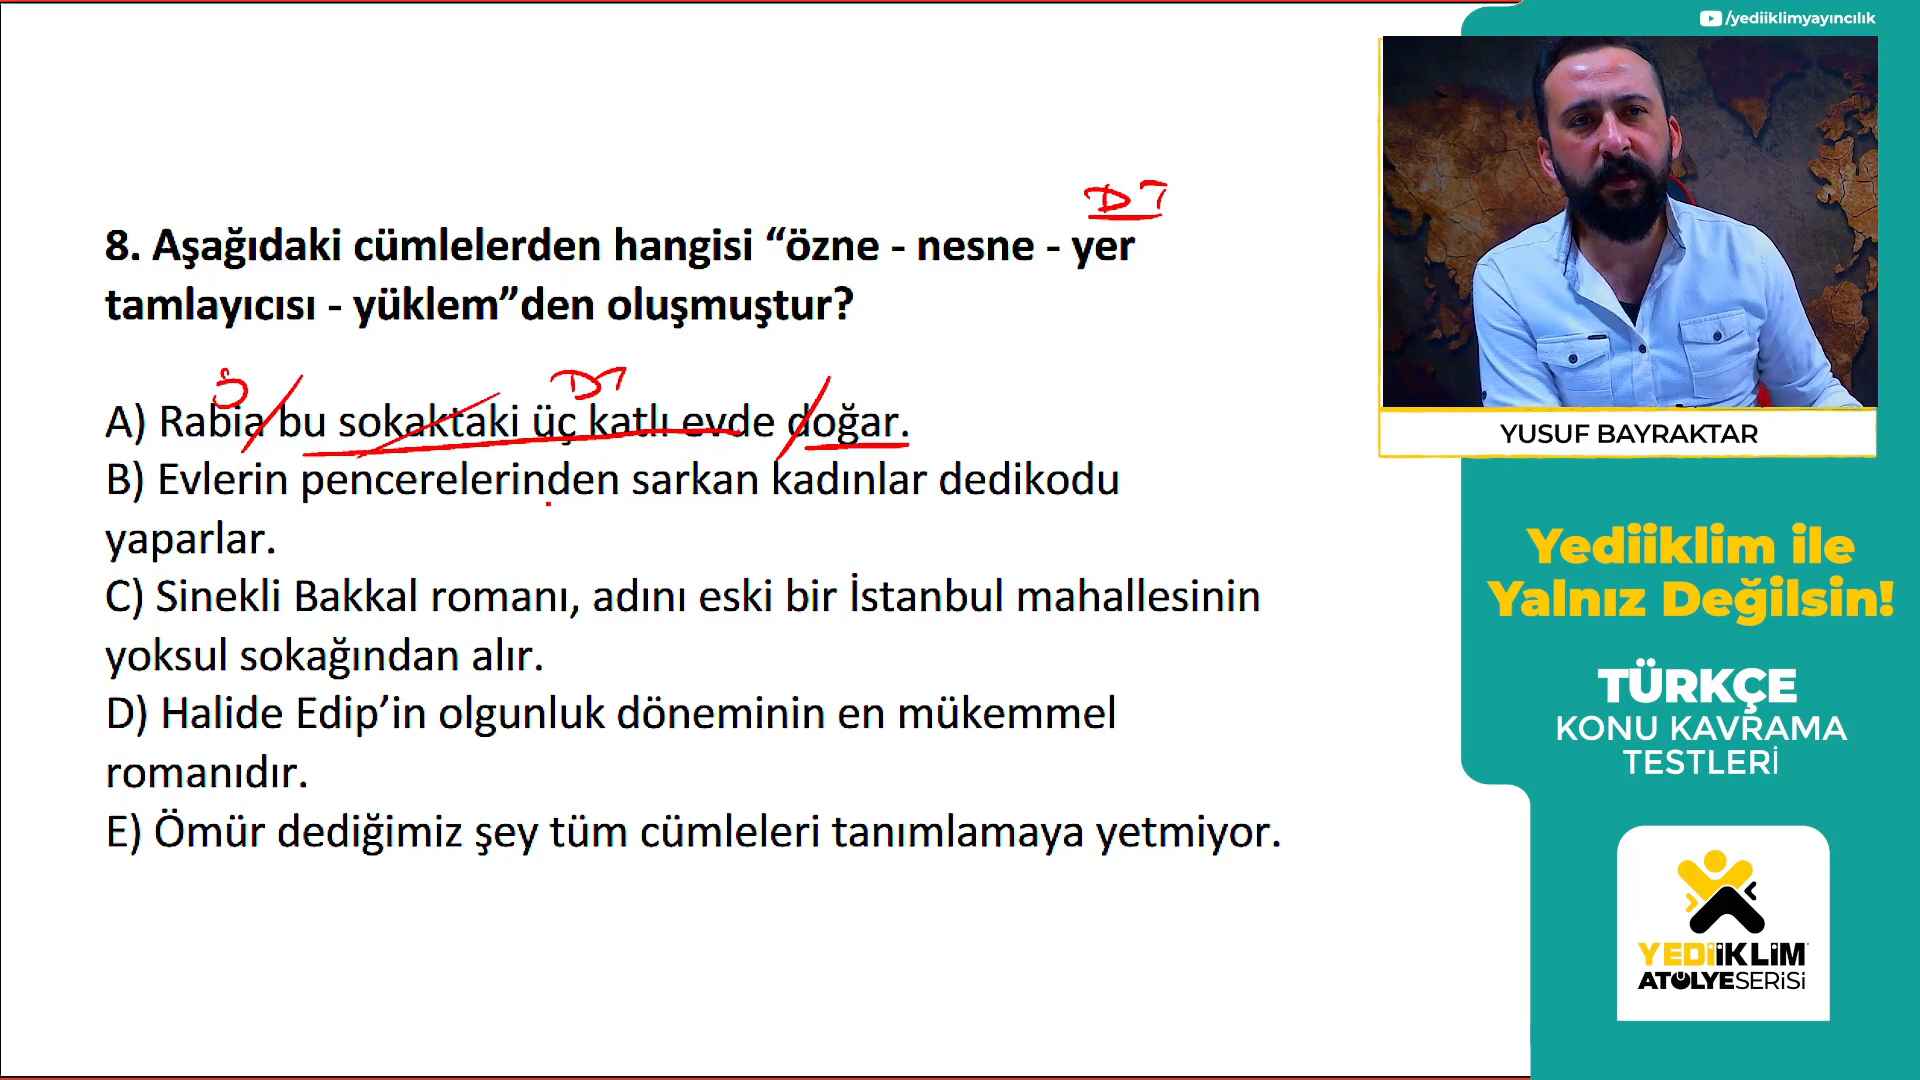 /yediiklimyayıncılık
DT
8. Aşağıdaki cümlelerden hangisi “özne - nesne - yer
tamlayıcısı - yüklem”den oluşmuştur?
Ö DT
A) Rabia bu sokaktaki üç katlı evde doğar.
B) Evlerin pencerelerinden sarkan kadınlar dedikodu
yaparlar.
C) Sinekli Bakkal romanı, adını eski bir İstanbul mahallesinin
yoksul sokağından alır.
D) Halide Edip’in olgunluk döneminin en mükemmel
romanıdır.
E) Ömür dediğimiz şey tüm cümleleri tanımlamaya yetmiyor.
YUSUF BAYRAKTAR
Yediiklim ile
Yalnız Değilsin!
TÜRKÇE
KONU KAVRAMA
TESTLERİ
YEDİİKLİM
ATÖLYESERİSİ